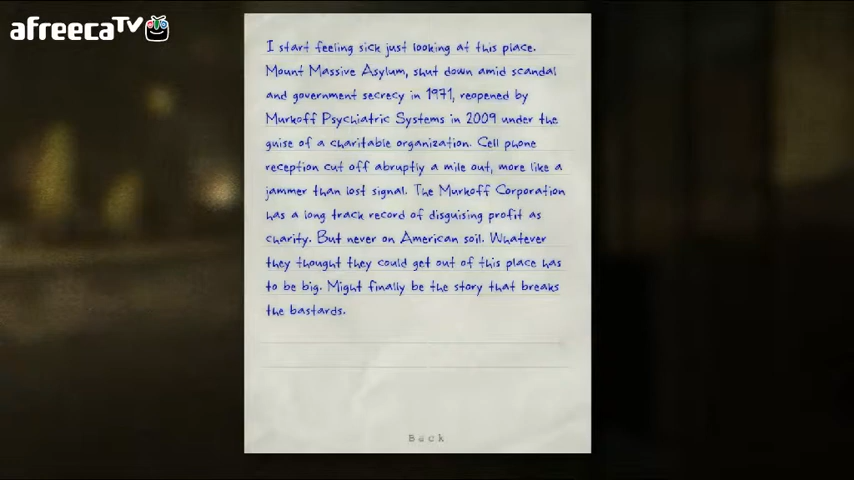 afreecaTV
I start feeling sick just looking at this place.
Mount Massive Asylum, shut down amid scandal
and government secrecy in 1971, reopened by
Murkoff Psychiatric Systems in 2009 under the
guise of a charitable organization. Cell phone
reception cut off abruptly a mile out, more like a
jammer than lost signal. The Murkoff Corporation
has a long track record of disguising profit as
charity. But never on American soil. Whatever
they thought they could get out of this place has
to be big. Might finally be the story that breaks
the bastards.
Back